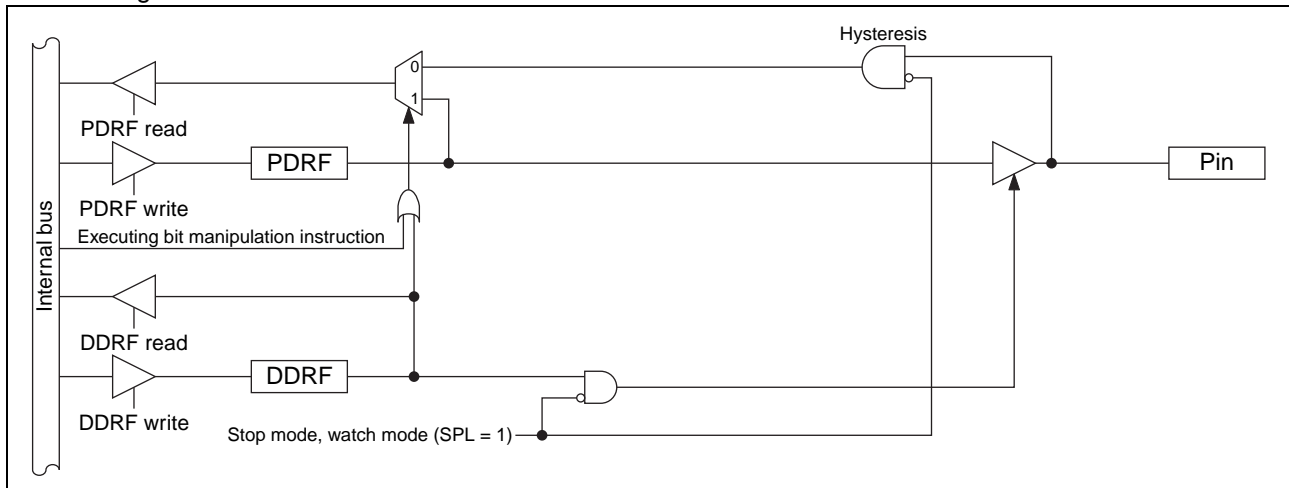 Hysteresis
0
1
PDRF read
PDRF
Pin
PDRF write
Executing bit manipulation instruction
Internal bus
DDRF read
DDRF
DDRF write
Stop mode, watch mode (SPL = 1)